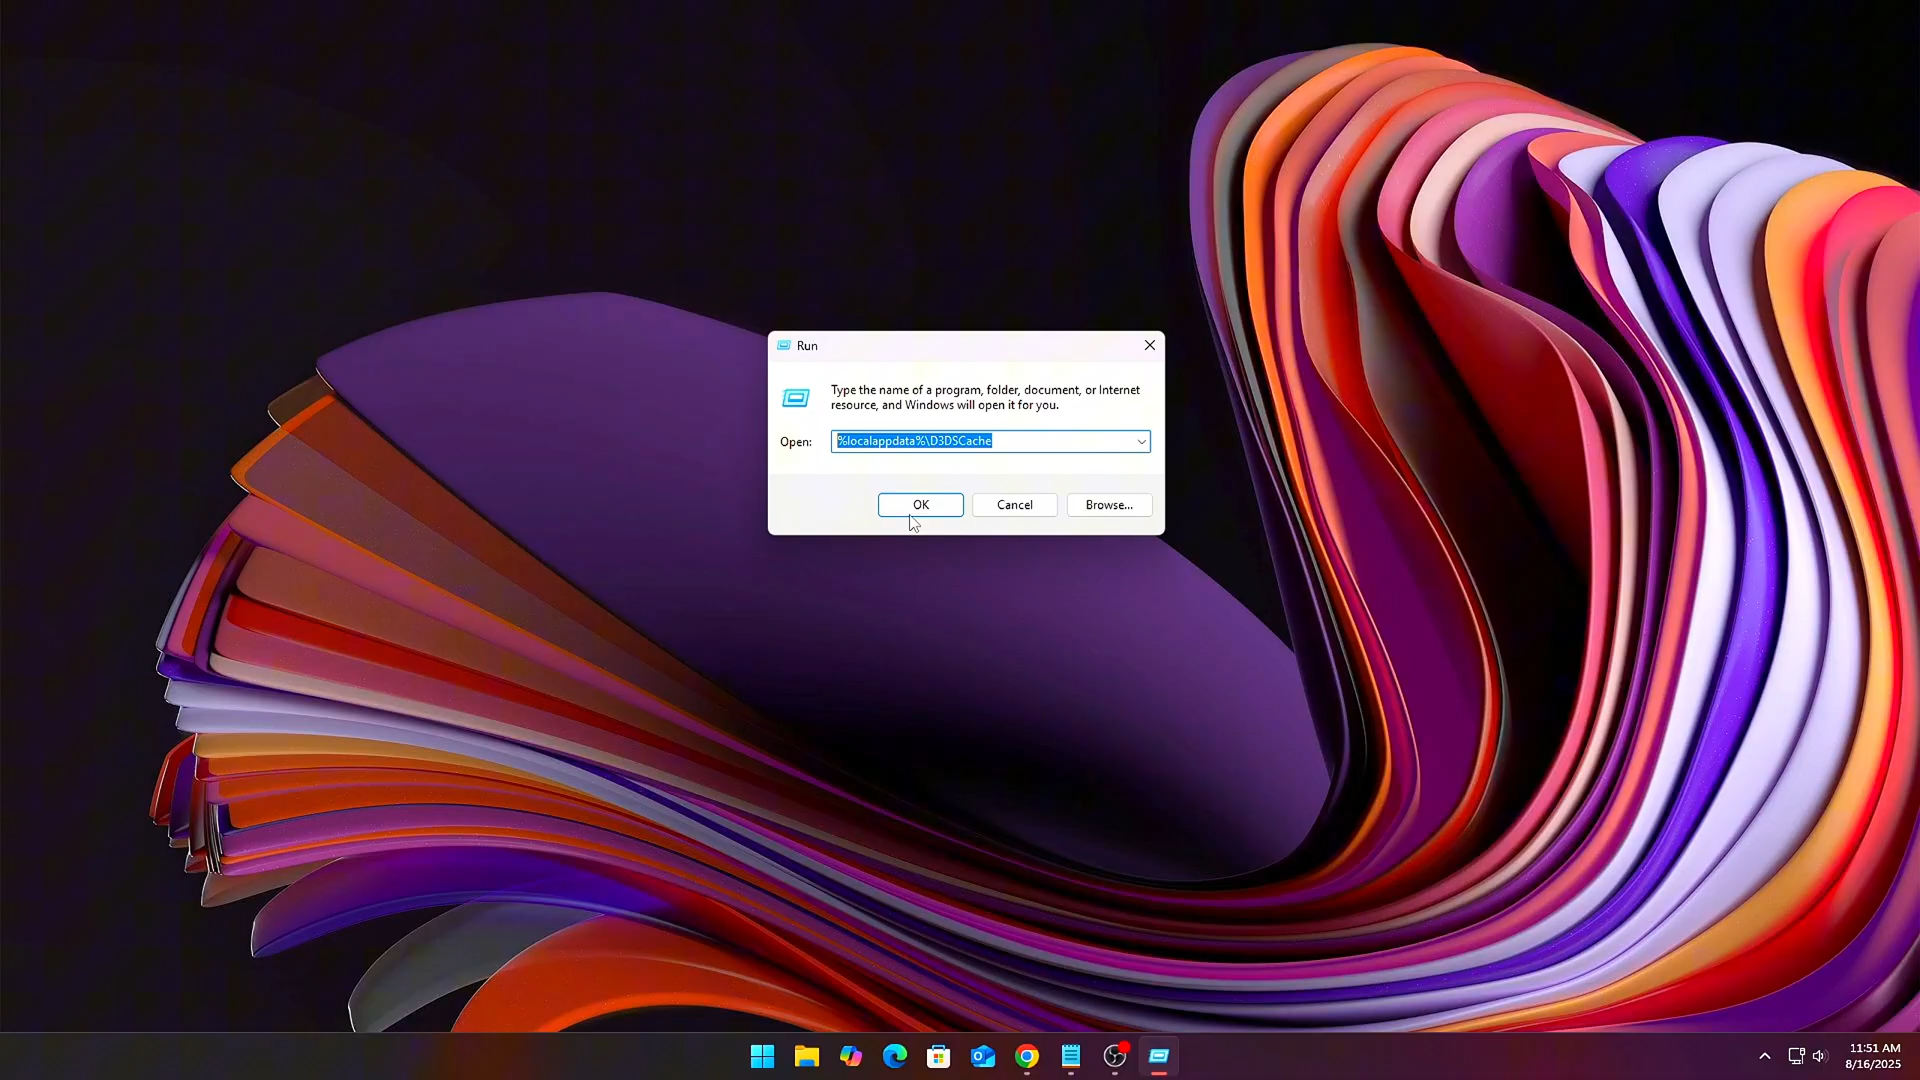 Run
Type the name of a program, folder, document, or Internet
resource, and Windows will open it for you.
Open:
%localappdata%\D3DSCache
OK
Cancel
Browse...
11:51 AM
8/16/2025